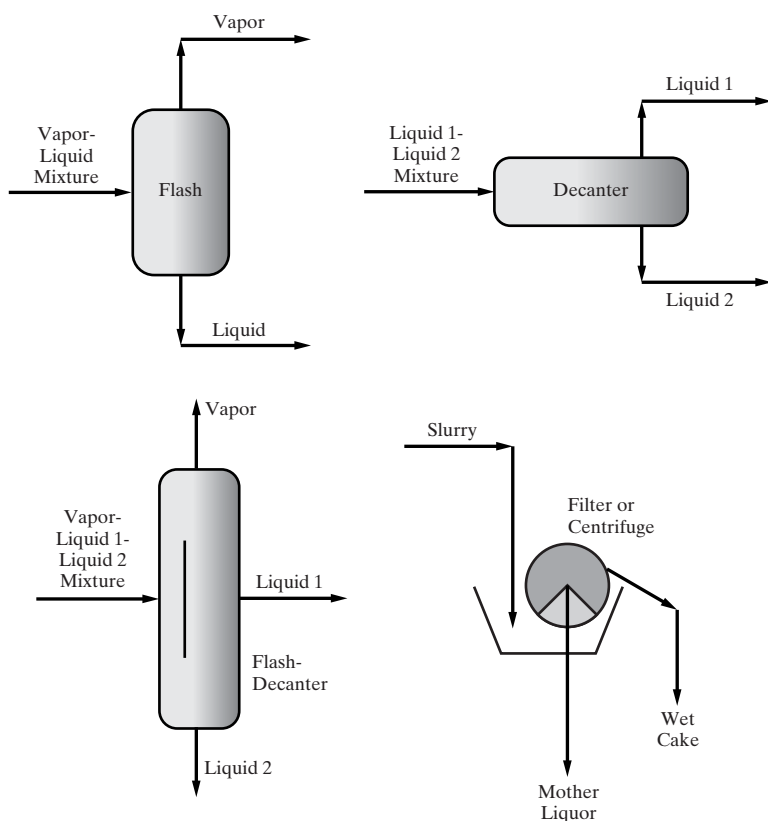 Vapor
Vapor-
Liquid
Mixture
Flash
Liquid
Liquid 1
Liquid 1-
Liquid 2
Mixture
Decanter
Liquid 2
Vapor
Vapor-
Liquid 1-
Liquid 2
Mixture
Liquid 1
Flash-
Decanter
Liquid 2
Slurry
Filter or
Centrifuge
Wet
Cake
Mother
Liquor